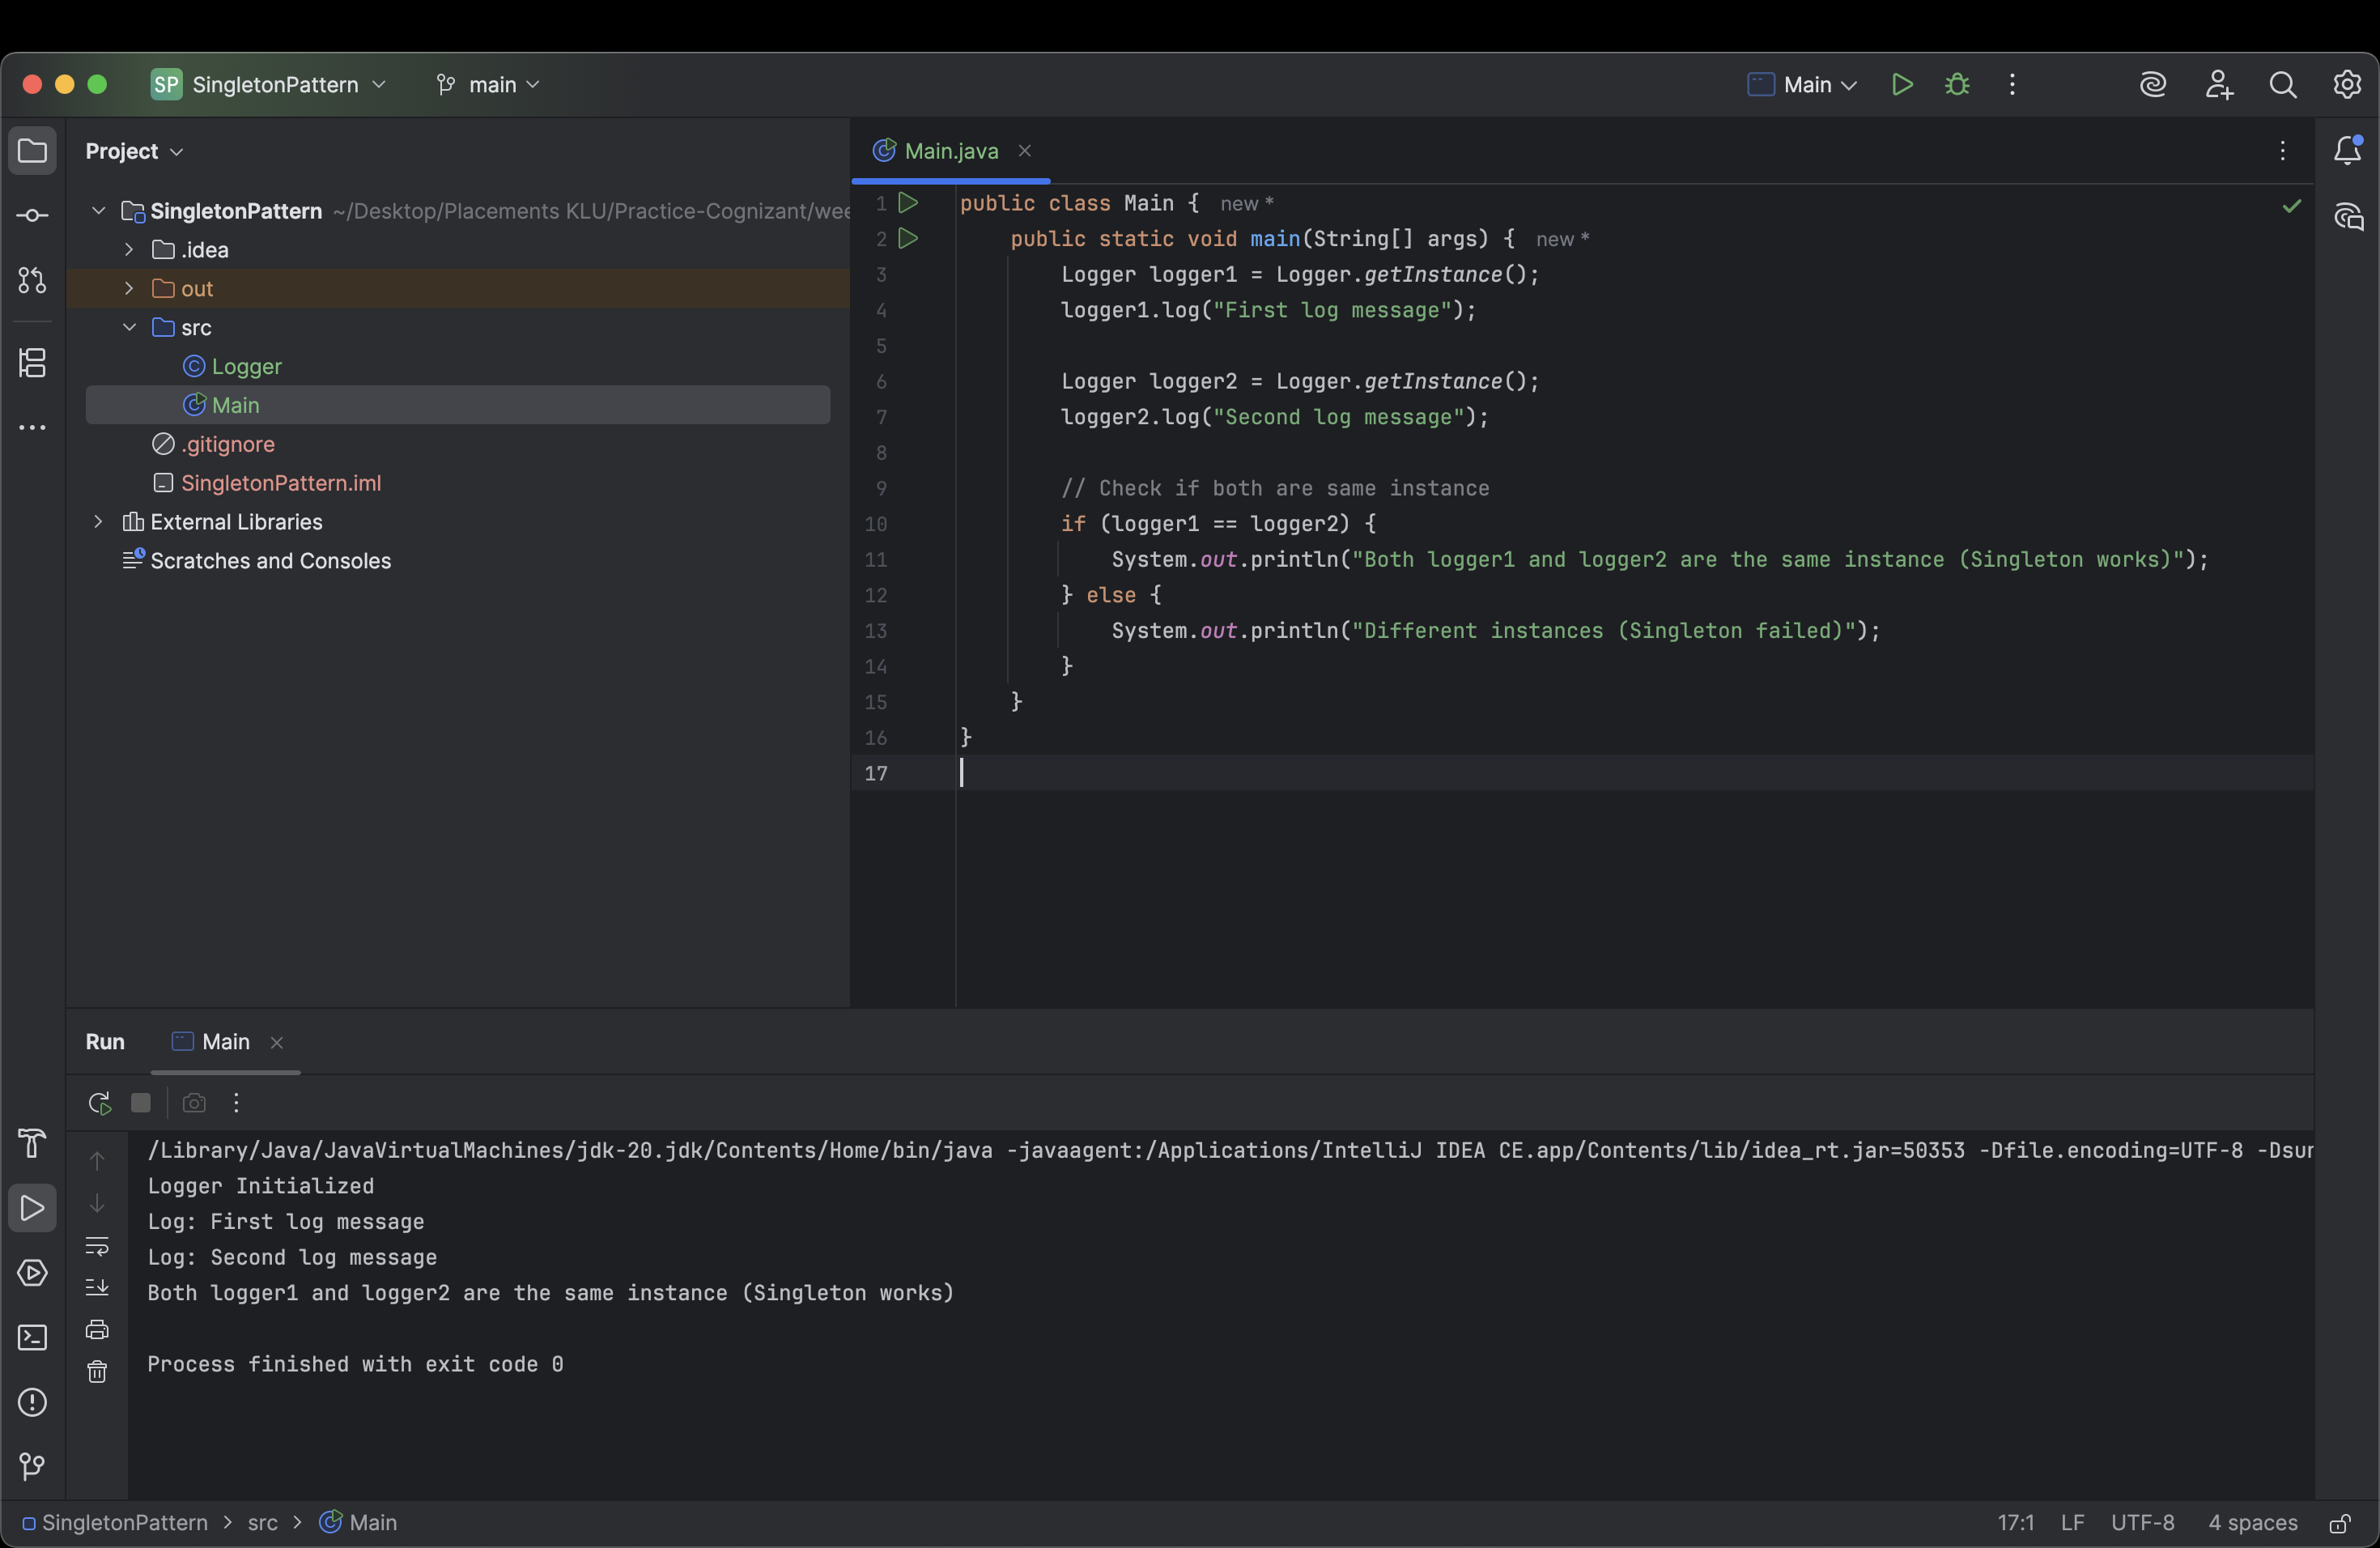 SP SingletonPattern main Main
Project
SingletonPattern ~/Desktop/Placements KLU/Practice-Cognizant/wee
.idea
out
src
Logger
Main
.gitignore
SingletonPattern.iml
External Libraries
Scratches and Consoles
Main.java
1 public class Main { new *
2 public static void main(String[] args) { new *
3 Logger logger1 = Logger.getInstance();
4 logger1.log("First log message");
5
6 Logger logger2 = Logger.getInstance();
7 logger2.log("Second log message");
8
9 // Check if both are same instance
10 if (logger1 == logger2) {
11 System.out.println("Both logger1 and logger2 are the same instance (Singleton works)");
12 } else {
13 System.out.println("Different instances (Singleton failed)");
14 }
15 }
16 }
17
Run Main
/Library/Java/JavaVirtualMachines/jdk-20.jdk/Contents/Home/bin/java -javaagent:/Applications/IntelliJ IDEA CE.app/Contents/lib/idea_rt.jar=50353 -Dfile.encoding=UTF-8 -Dsun
Logger Initialized
Log: First log message
Log: Second log message
Both logger1 and logger2 are the same instance (Singleton works)
Process finished with exit code 0
SingletonPattern > src > Main 17:1 LF UTF-8 4 spaces